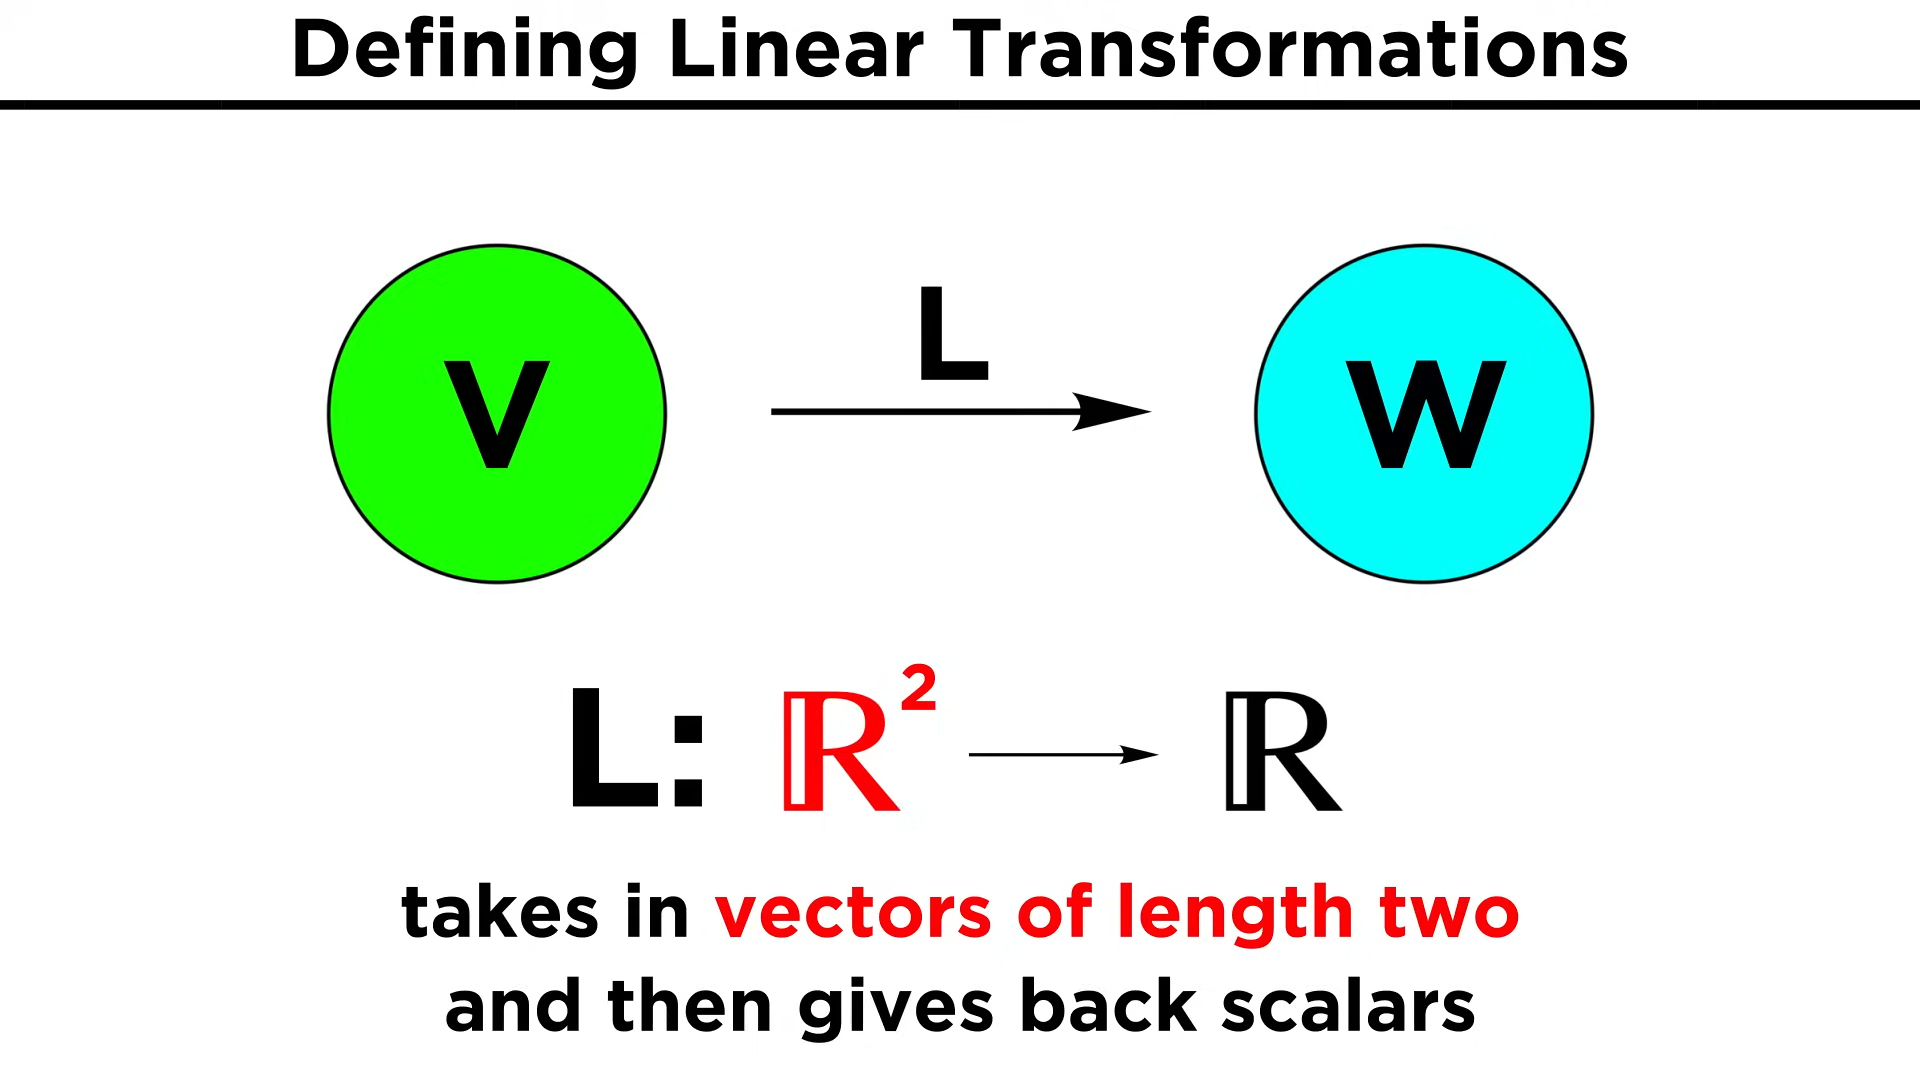 Defining Linear Transformations
L
V
W
L: ℝ² → ℝ
takes in vectors of length two
and then gives back scalars